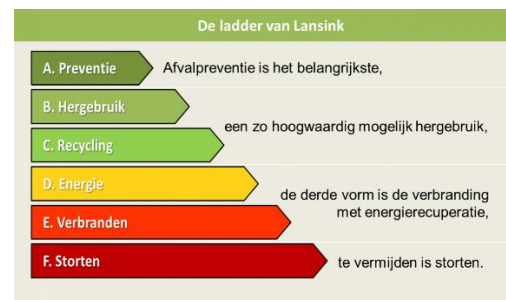 De ladder van Lansink
A. Preventie
Afvalpreventie is het belangrijkste,
B. Hergebruik
een zo hoogwaardig mogelijk hergebruik,
C. Recycling
D. Energie
de derde vorm is de verbranding
met energierecuperatie,
E. Verbranden
F. Storten
te vermijden is storten.